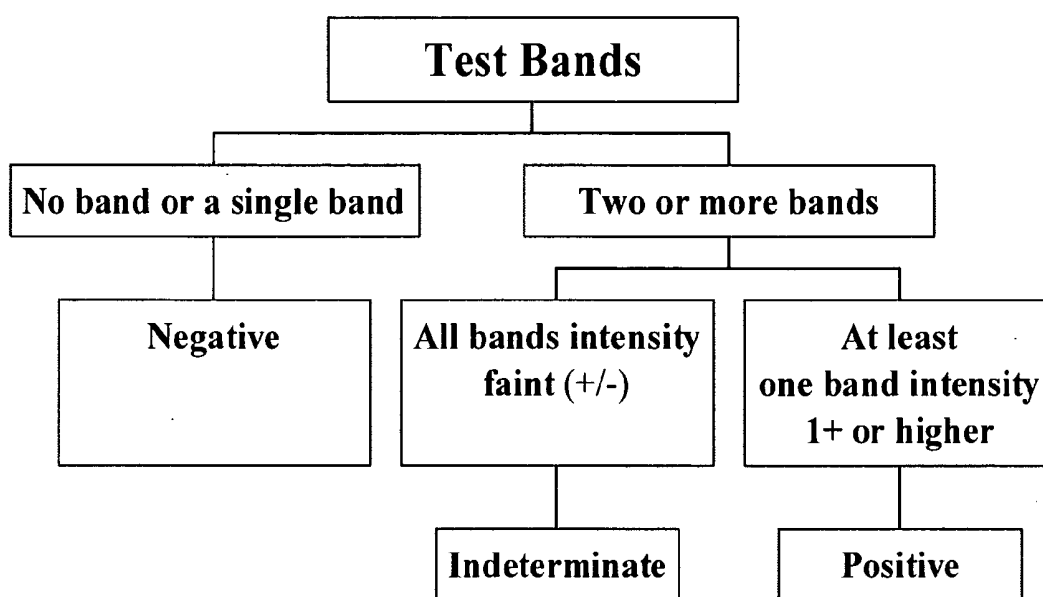 Test Bands
No band or a single band
Two or more bands
Negative
All bands intensity
faint (+/-)
At least
one band intensity
1+ or higher
Indeterminate
Positive